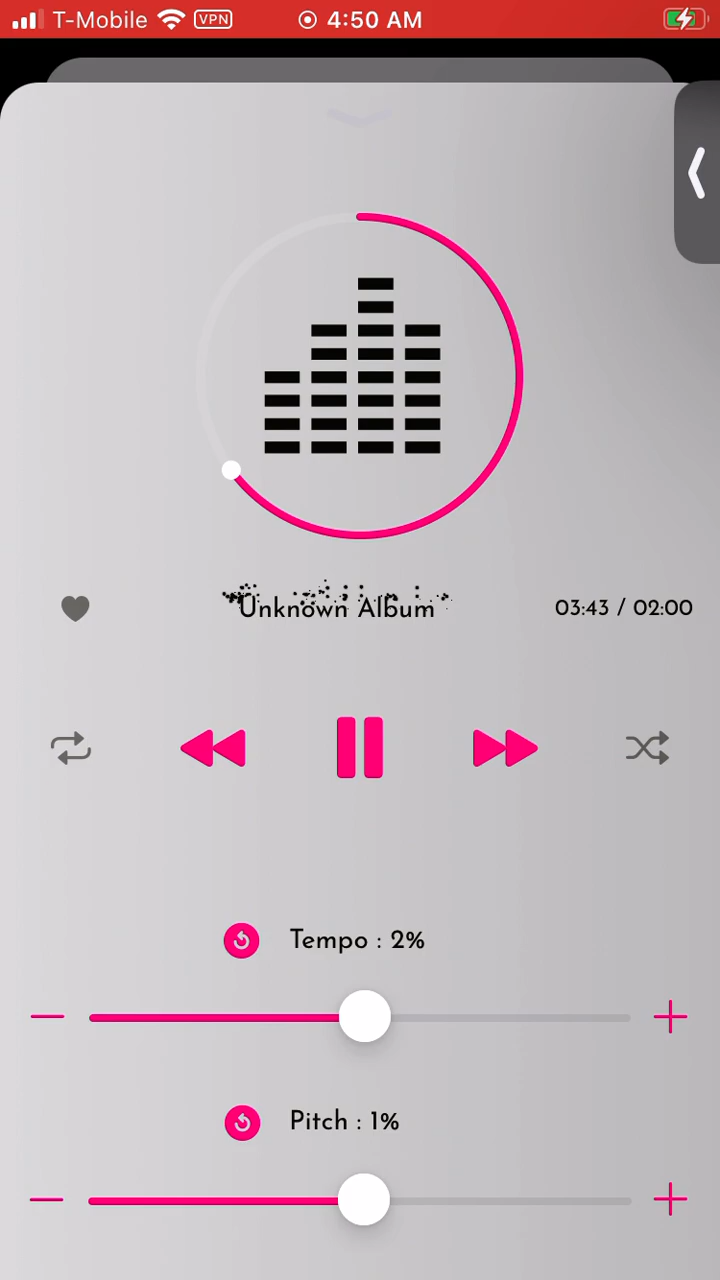 T-Mobile VPN 4:50 AM
Unknown Album
03:43 / 02:00
Tempo : 2%
Pitch : 1%